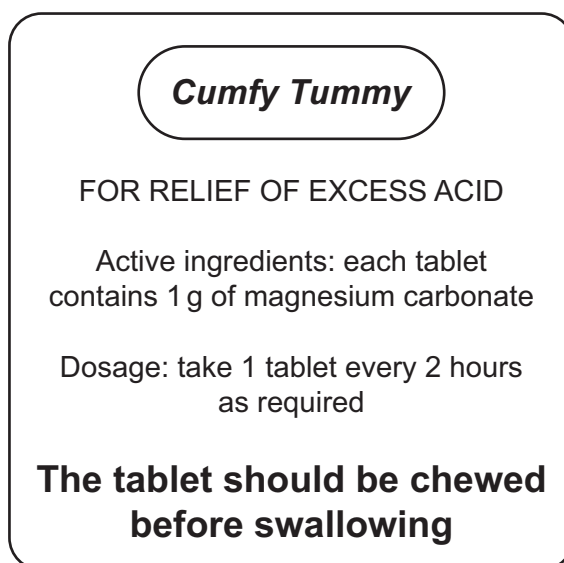 Cumfy Tummy
FOR RELIEF OF EXCESS ACID
Active ingredients: each tablet
contains 1 g of magnesium carbonate
Dosage: take 1 tablet every 2 hours
as required
The tablet should be chewed
before swallowing